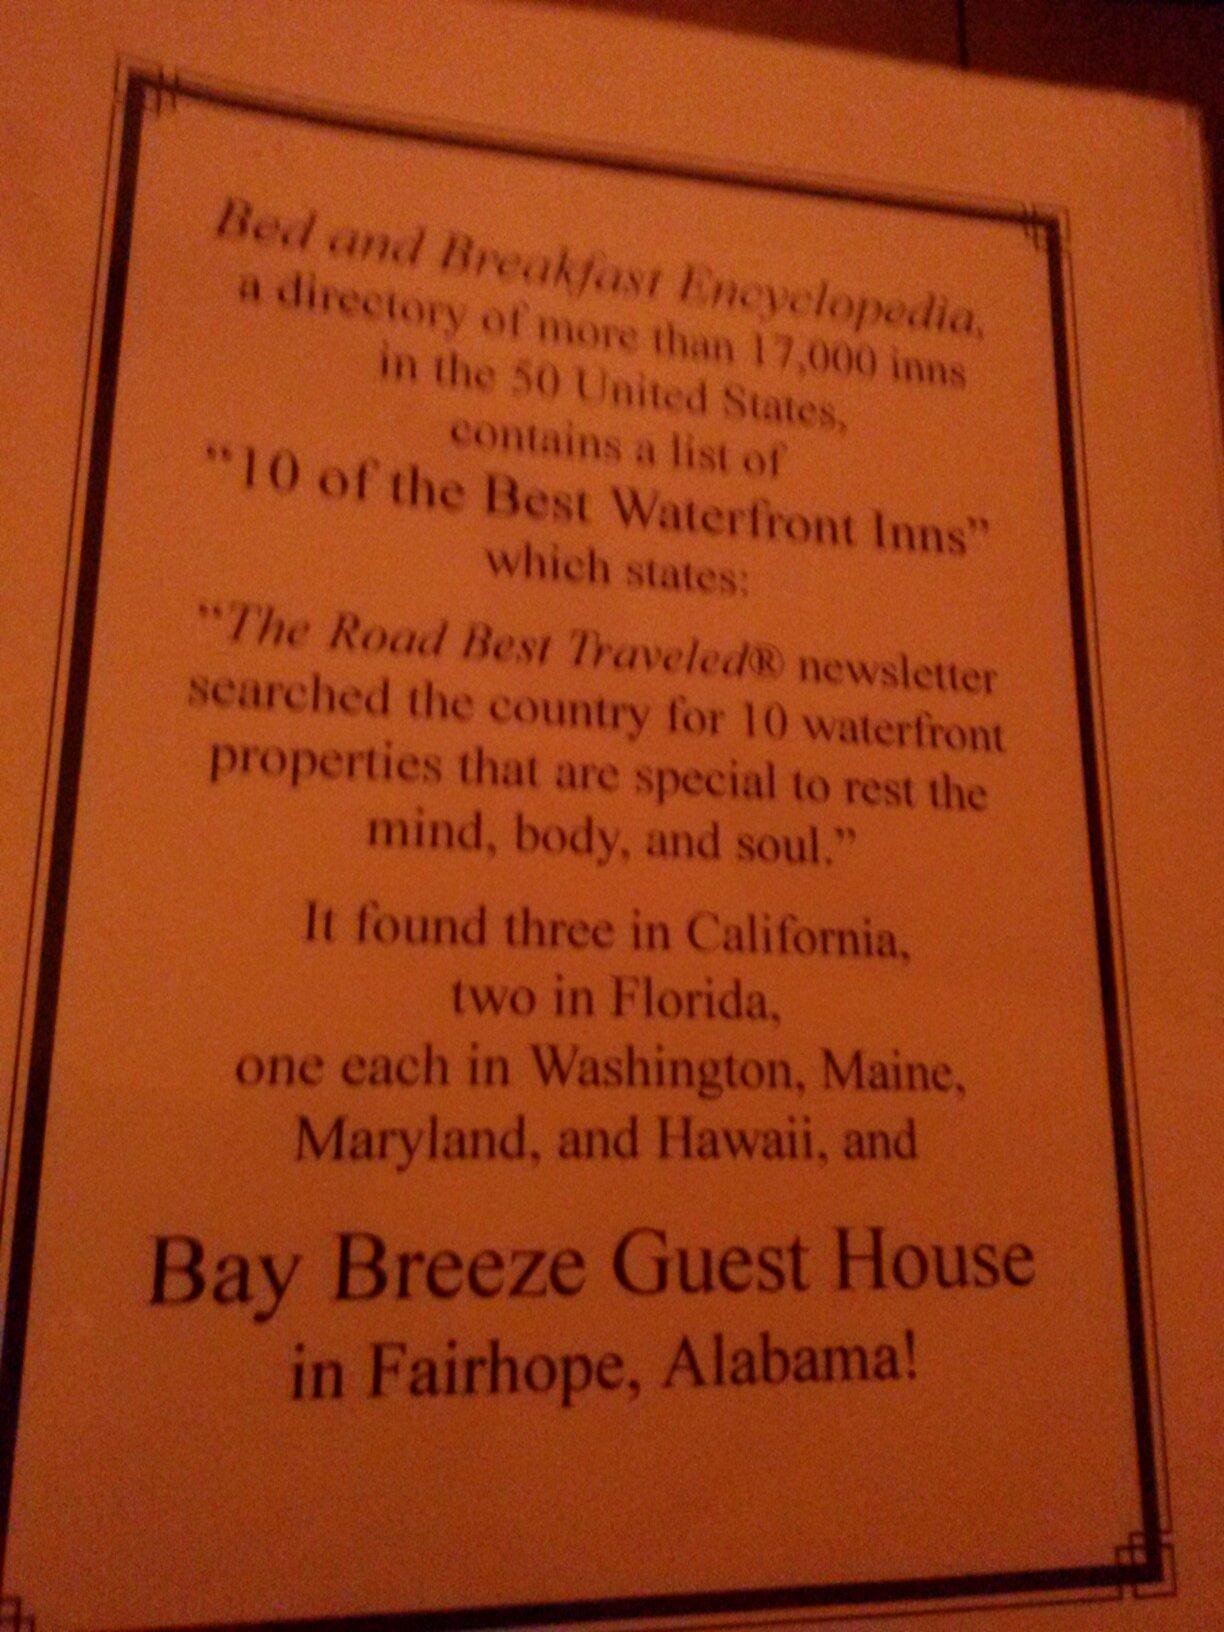 Bed and Breakfast Encyclopedia,
a directory of more than 17,000 inns
in the 50 United States,
contains a list of
“10 of the Best Waterfront Inns”
which states:
“The Road Best Traveled® newsletter
searched the country for 10 waterfront
properties that are special to rest the
mind, body, and soul.”
It found three in California,
two in Florida,
one each in Washington, Maine,
Maryland, and Hawaii, and
Bay Breeze Guest House
in Fairhope, Alabama!